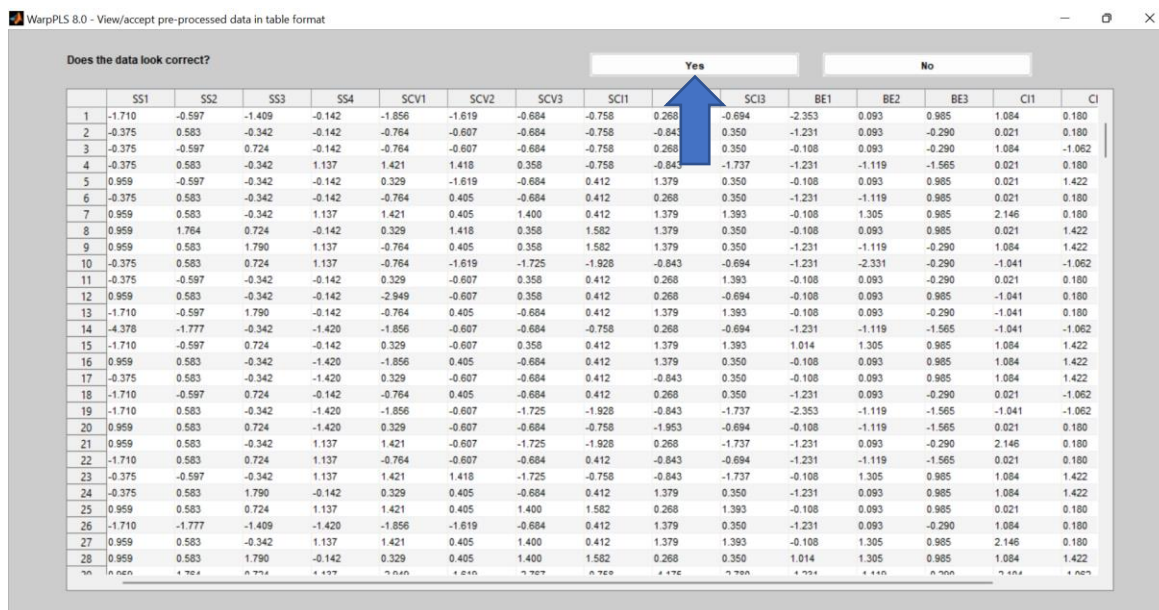 WarpPLS 8.0 - View/accept pre-processed data in table format
Does the data look correct?
Yes
No
SS1 SS2 SS3 SS4 SCV1 SCV2 SCV3 SCI1 SCI3 BE1 BE2 BE3 CI1 CI
1 -1.710 -0.597 -1.409 -0.142 -1.856 -1.619 -0.684 -0.758 0.268 -0.694 -2.353 0.093 0.985 1.084 0.180
2 -0.375 0.583 -0.342 -0.142 -0.764 -0.607 -0.684 -0.758 -0.843 0.350 -1.231 0.093 -0.290 0.021 0.180
3 -0.375 -0.597 0.724 -0.142 -0.764 -0.607 -0.684 -0.758 0.268 0.350 -0.108 0.093 -0.290 1.084 -1.062
4 -0.375 0.583 -0.342 1.137 1.421 1.418 0.358 -0.758 -0.843 -1.737 -1.231 -1.119 -1.565 0.021 0.180
5 0.959 -0.597 -0.342 -0.142 0.329 -1.619 -0.684 0.412 1.379 0.350 -0.108 0.093 0.985 0.021 1.422
6 -0.375 0.583 -0.342 -0.142 -0.764 0.405 -0.684 0.412 0.268 0.350 -1.231 -1.119 0.985 0.021 0.180
7 0.959 0.583 -0.342 1.137 1.421 0.405 1.400 0.412 1.379 1.393 -0.108 1.305 0.985 2.146 0.180
8 0.959 1.764 0.724 -0.142 0.329 1.418 0.358 1.582 1.379 0.350 -0.108 0.093 0.985 0.021 1.422
9 0.959 0.583 1.790 1.137 -0.764 0.405 0.358 1.582 1.379 0.350 -1.231 -1.119 -0.290 1.084 1.422
10 -0.375 0.583 0.724 1.137 -0.764 -1.619 -1.725 -1.928 -0.843 -0.694 -1.231 -2.331 -0.290 -1.041 -1.062
11 -0.375 -0.597 -0.342 -0.142 0.329 -0.607 0.358 0.412 0.268 1.393 -0.108 0.093 -0.290 0.021 0.180
12 0.959 0.583 -0.342 -0.142 -2.949 -0.607 0.358 0.412 0.268 -0.694 -0.108 0.093 0.985 -1.041 0.180
13 -1.710 -0.597 1.790 -0.142 -0.764 0.405 -0.684 0.412 1.379 1.393 -0.108 0.093 -0.290 -1.041 0.180
14 -4.378 -1.777 -0.342 -1.420 -1.856 -0.607 -0.684 -0.758 0.268 -0.694 -1.231 -1.119 -1.565 -1.041 -1.062
15 -1.710 -0.597 0.724 -0.142 0.329 -0.607 0.358 0.412 1.379 1.393 1.014 1.305 0.985 1.084 1.422
16 0.959 0.583 -0.342 -1.420 -1.856 0.405 -0.684 0.412 1.379 0.350 -0.108 0.093 0.985 1.084 1.422
17 -0.375 0.583 -0.342 -1.420 0.329 -0.607 -0.684 0.412 -0.843 0.350 -0.108 0.093 0.985 1.084 1.422
18 -1.710 -0.597 0.724 -0.142 -0.764 0.405 -0.684 0.412 0.268 0.350 -1.231 0.093 -0.290 0.021 -1.062
19 -1.710 0.583 -0.342 -1.420 -1.856 -0.607 -1.725 -1.928 -0.843 -1.737 -2.353 -1.119 -1.565 -1.041 -1.062
20 0.959 0.583 0.724 -1.420 0.329 -0.607 -0.684 -0.758 -1.953 -0.694 -0.108 -1.119 -1.565 0.021 0.180
21 0.959 0.583 -0.342 1.137 1.421 -0.607 -1.725 -1.928 0.268 -1.737 -1.231 0.093 -0.290 2.146 0.180
22 -1.710 0.583 0.724 1.137 -0.764 -0.607 -0.684 0.412 -0.843 -0.694 -1.231 -1.119 -1.565 0.021 0.180
23 -0.375 -0.597 -0.342 1.137 1.421 1.418 -1.725 -0.758 -0.843 -1.737 -0.108 1.305 0.985 1.084 1.422
24 -0.375 0.583 1.790 -0.142 0.329 0.405 -0.684 0.412 1.379 0.350 -1.231 0.093 0.985 1.084 1.422
25 0.959 0.583 0.724 1.137 1.421 0.405 1.400 1.582 0.268 1.393 -0.108 0.093 0.985 0.021 0.180
26 -1.710 -1.777 -1.409 -1.420 -1.856 -1.619 -0.684 0.412 1.379 0.350 -1.231 0.093 -0.290 1.084 0.180
27 0.959 0.583 -0.342 1.137 1.421 0.405 1.400 0.412 1.379 1.393 -0.108 1.305 0.985 2.146 0.180
28 0.959 0.583 1.790 -0.142 0.329 0.405 1.400 1.582 0.268 0.350 1.014 1.305 0.985 1.084 1.422